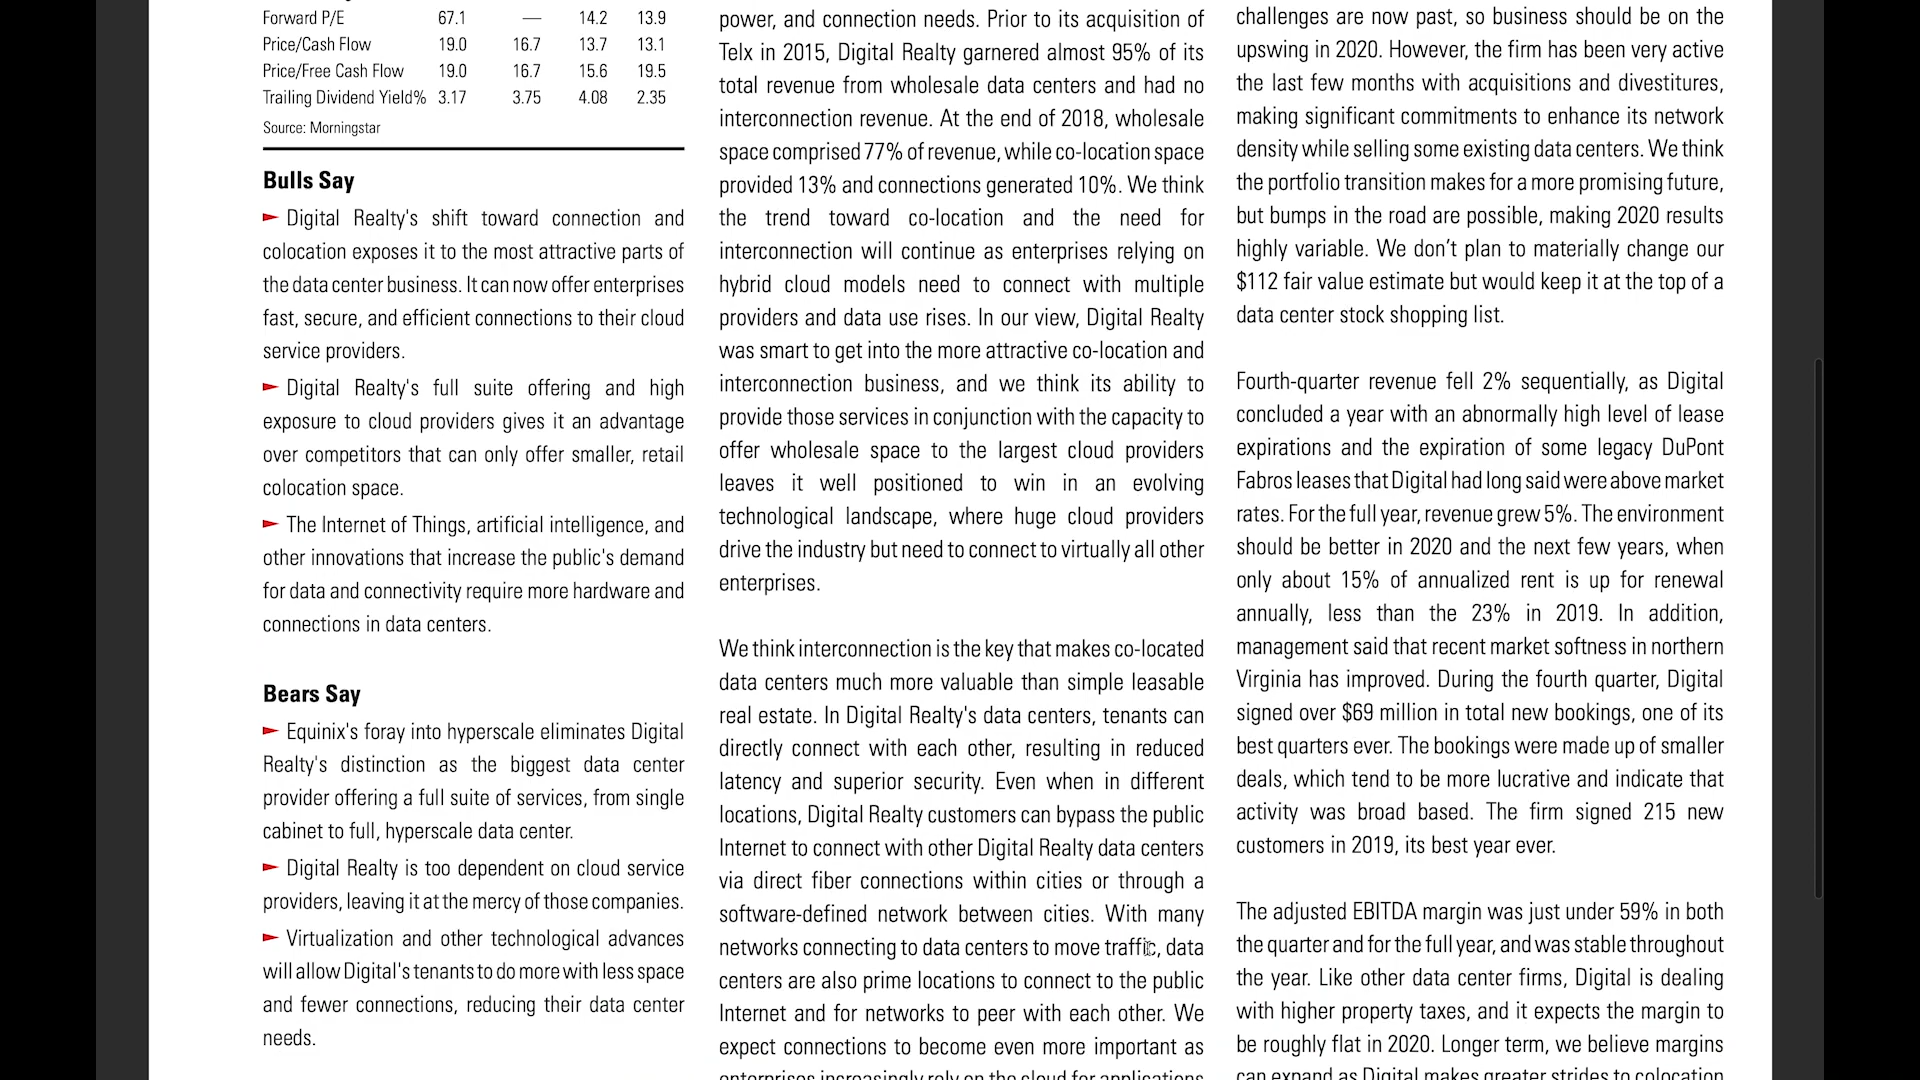 Forward P/E 67.1 — 14.2 13.9
Price/Cash Flow 19.0 16.7 13.7 13.1
Price/Free Cash Flow 19.0 16.7 15.6 19.5
Trailing Dividend Yield% 3.17 3.75 4.08 2.35
Source: Morningstar
Bulls Say
Digital Realty's shift toward connection and
colocation exposes it to the most attractive parts of
the data center business. It can now offer enterprises
fast, secure, and efficient connections to their cloud
service providers.
Digital Realty's full suite offering and high
exposure to cloud providers gives it an advantage
over competitors that can only offer smaller, retail
colocation space.
The Internet of Things, artificial intelligence, and
other innovations that increase the public's demand
for data and connectivity require more hardware and
connections in data centers.
Bears Say
Equinix's foray into hyperscale eliminates Digital
Realty's distinction as the biggest data center
provider offering a full suite of services, from single
cabinet to full, hyperscale data center.
Digital Realty is too dependent on cloud service
providers, leaving it at the mercy of those companies.
Virtualization and other technological advances
will allow Digital's tenants to do more with less space
and fewer connections, reducing their data center
needs.
power, and connection needs. Prior to its acquisition of
Telx in 2015, Digital Realty garnered almost 95% of its
total revenue from wholesale data centers and had no
interconnection revenue. At the end of 2018, wholesale
space comprised 77% of revenue, while co-location space
provided 13% and connections generated 10%. We think
the trend toward co-location and the need for
interconnection will continue as enterprises relying on
hybrid cloud models need to connect with multiple
providers and data use rises. In our view, Digital Realty
was smart to get into the more attractive co-location and
interconnection business, and we think its ability to
provide those services in conjunction with the capacity to
offer wholesale space to the largest cloud providers
leaves it well positioned to win in an evolving
technological landscape, where huge cloud providers
drive the industry but need to connect to virtually all other
enterprises.
We think interconnection is the key that makes co-located
data centers much more valuable than simple leasable
real estate. In Digital Realty's data centers, tenants can
directly connect with each other, resulting in reduced
latency and superior security. Even when in different
locations, Digital Realty customers can bypass the public
Internet to connect with other Digital Realty data centers
via direct fiber connections within cities or through a
software-defined network between cities. With many
networks connecting to data centers to move traffic, data
centers are also prime locations to connect to the public
Internet and for networks to peer with each other. We
expect connections to become even more important as
enterprises increasingly rely on the cloud for applications
challenges are now past, so business should be on the
upswing in 2020. However, the firm has been very active
the last few months with acquisitions and divestitures,
making significant commitments to enhance its network
density while selling some existing data centers. We think
the portfolio transition makes for a more promising future,
but bumps in the road are possible, making 2020 results
highly variable. We don’t plan to materially change our
$112 fair value estimate but would keep it at the top of a
data center stock shopping list.
Fourth-quarter revenue fell 2% sequentially, as Digital
concluded a year with an abnormally high level of lease
expirations and the expiration of some legacy DuPont
Fabros leases that Digital had long said were above market
rates. For the full year, revenue grew 5%. The environment
should be better in 2020 and the next few years, when
only about 15% of annualized rent is up for renewal
annually, less than the 23% in 2019. In addition,
management said that recent market softness in northern
Virginia has improved. During the fourth quarter, Digital
signed over $69 million in total new bookings, one of its
best quarters ever. The bookings were made up of smaller
deals, which tend to be more lucrative and indicate that
activity was broad based. The firm signed 215 new
customers in 2019, its best year ever.
The adjusted EBITDA margin was just under 59% in both
the quarter and for the full year, and was stable throughout
the year. Like other data center firms, Digital is dealing
with higher property taxes, and it expects the margin to
be roughly flat in 2020. Longer term, we believe margins
can expand as Digital makes greater strides to colocation